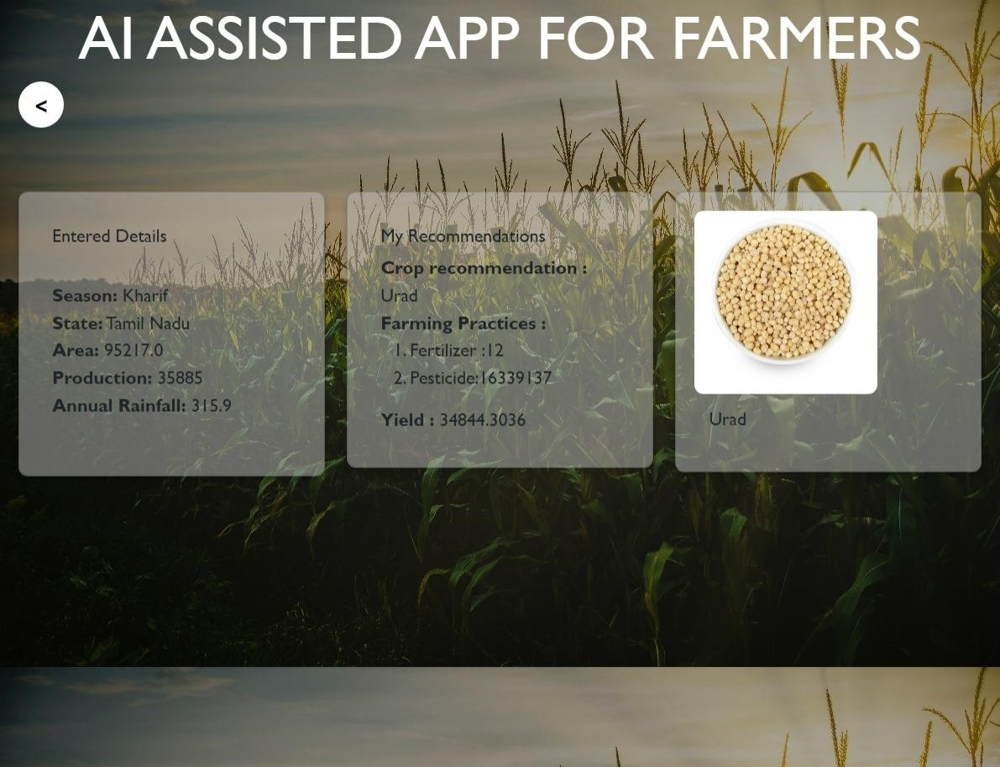 AI ASSISTED APP FOR FARMERS
<
Entered Details
Season: Kharif
State: Tamil Nadu
Area: 95217.0
Production: 35885
Annual Rainfall: 315.9
My Recommendations
Crop recommendation :
Urad
Farming Practices :
1. Fertilizer :12
2. Pesticide:16339137
Yield : 34844.3036
Urad